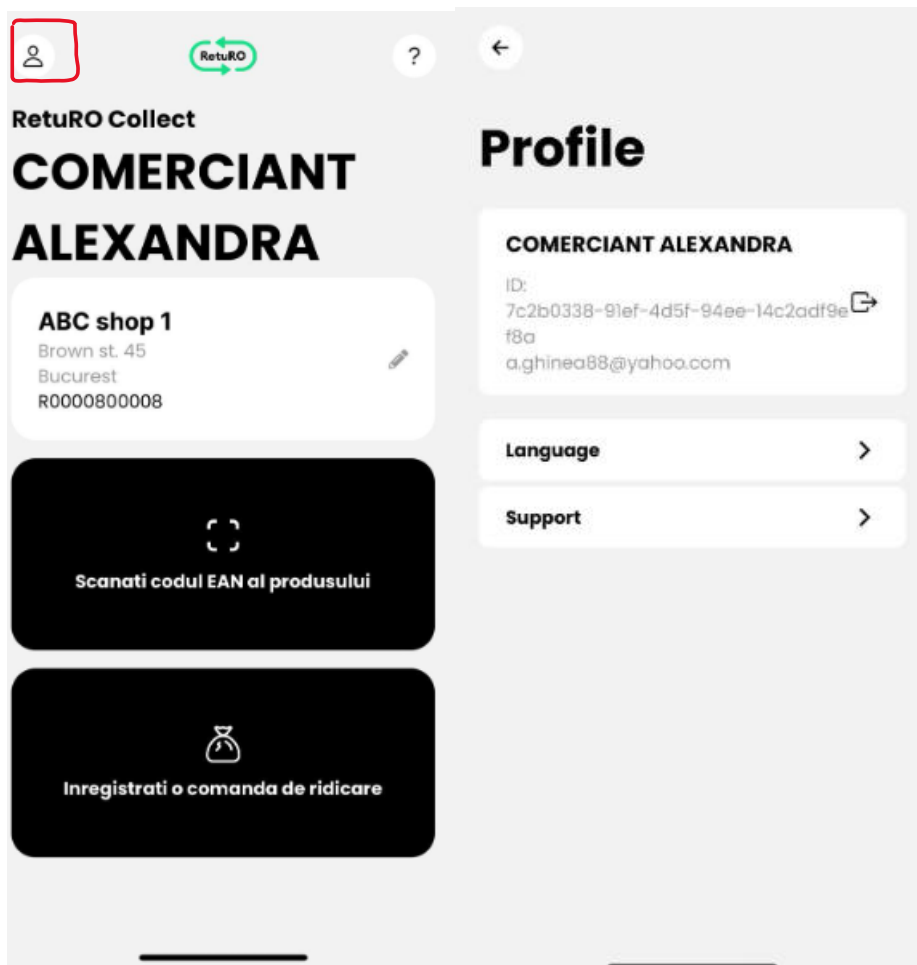 RetuRO
?
RetuRO Collect
COMERCIANT
ALEXANDRA
ABC shop 1
Brown st. 45
Bucurest
R0000800008
Scanati codul EAN al produsului
Inregistrati o comanda de ridicare
Profile
COMERCIANT ALEXANDRA
ID:
7c2b0338-91ef-4d5f-94ee-14c2adf9e
f8a
a.ghinea88@yahoo.com
Language
Support